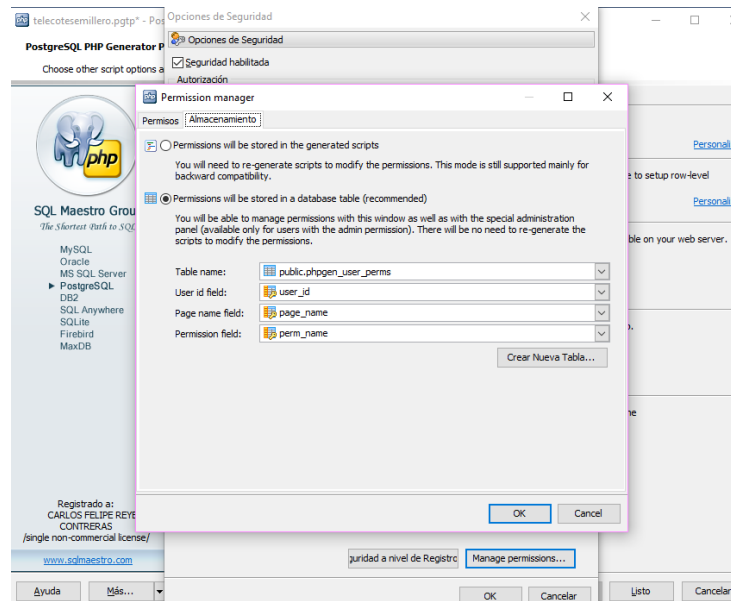 telecotesemillero.pgtp* - Pos
Opciones de Seguridad
PostgreSQL PHP Generator P
Choose other script options a
Opciones de Seguridad
Seguridad habilitada
Autorización
Permission manager
Permisos
Almacenamiento
Permissions will be stored in the generated scripts
You will need to re-generate scripts to modify the permissions. This mode is still supported mainly for
backward compatibility.
Permissions will be stored in a database table (recommended)
You will be able to manage permissions with this window as well as with the special administration
panel (available only for users with the admin permission). There will be no need to re-generate the
scripts to modify the permissions.
Table name:
public.phpgen_user_perms
User id field:
user_id
Page name field:
page_name
Permission field:
perm_name
Crear Nueva Tabla...
OK
Cancel
php
SQL Maestro Grou
The Shortest Path to SQL
MySQL
Oracle
MS SQL Server
PostgreSQL
DB2
SQL Anywhere
SQLite
Firebird
MaxDB
Registrado a:
CARLOS FELIPE REYE
CONTRERAS
/single non-commercial license/
www.sqlmaestro.com
Personali
e to setup row-level
Personali
ble on your web server.
o.
ne
guridad a nivel de Registro
Manage permissions...
Ayuda
Más...
OK
Cancelar
Listo
Cancelar